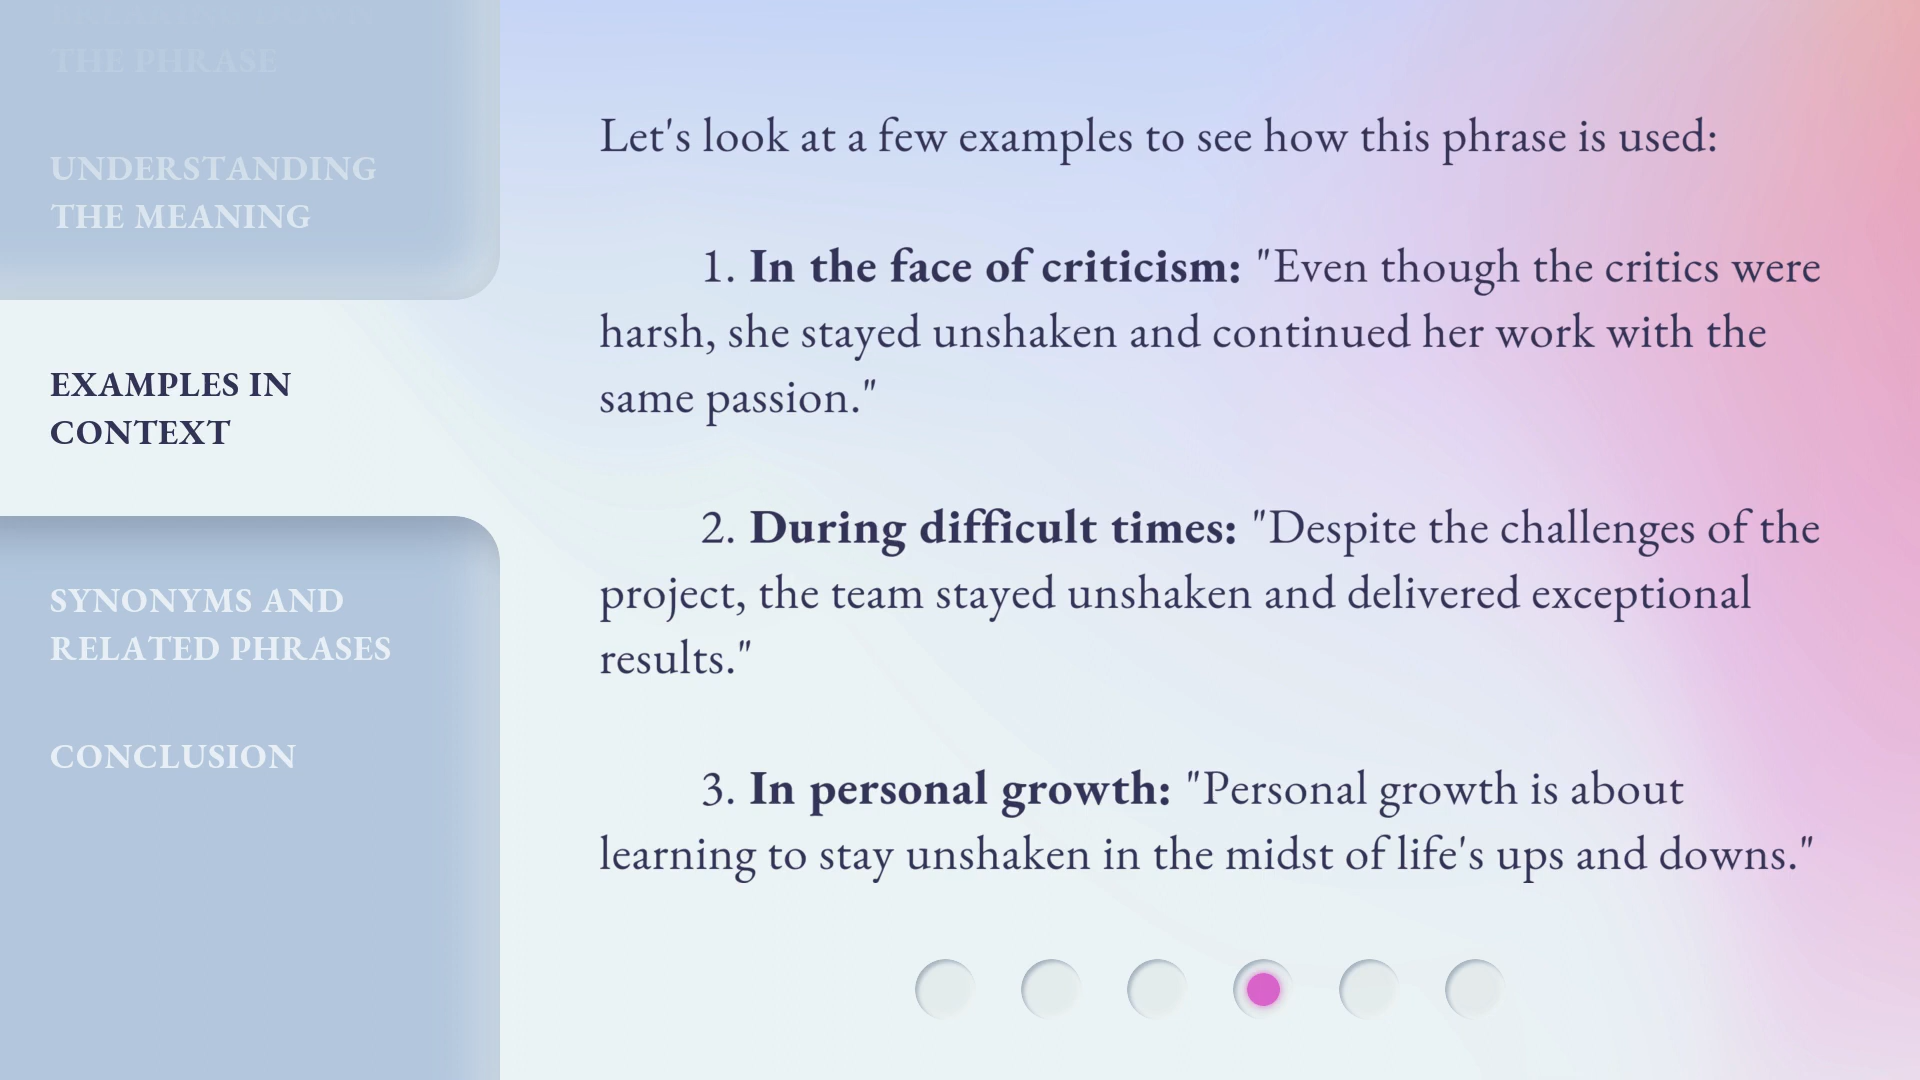 THE PHRASE
UNDERSTANDING
THE MEANING
EXAMPLES IN
CONTEXT
SYNONYMS AND
RELATED PHRASES
CONCLUSION
Let's look at a few examples to see how this phrase is used:
1. In the face of criticism: "Even though the critics were
harsh, she stayed unshaken and continued her work with the
same passion."
2. During difficult times: "Despite the challenges of the
project, the team stayed unshaken and delivered exceptional
results."
3. In personal growth: "Personal growth is about
learning to stay unshaken in the midst of life's ups and downs."